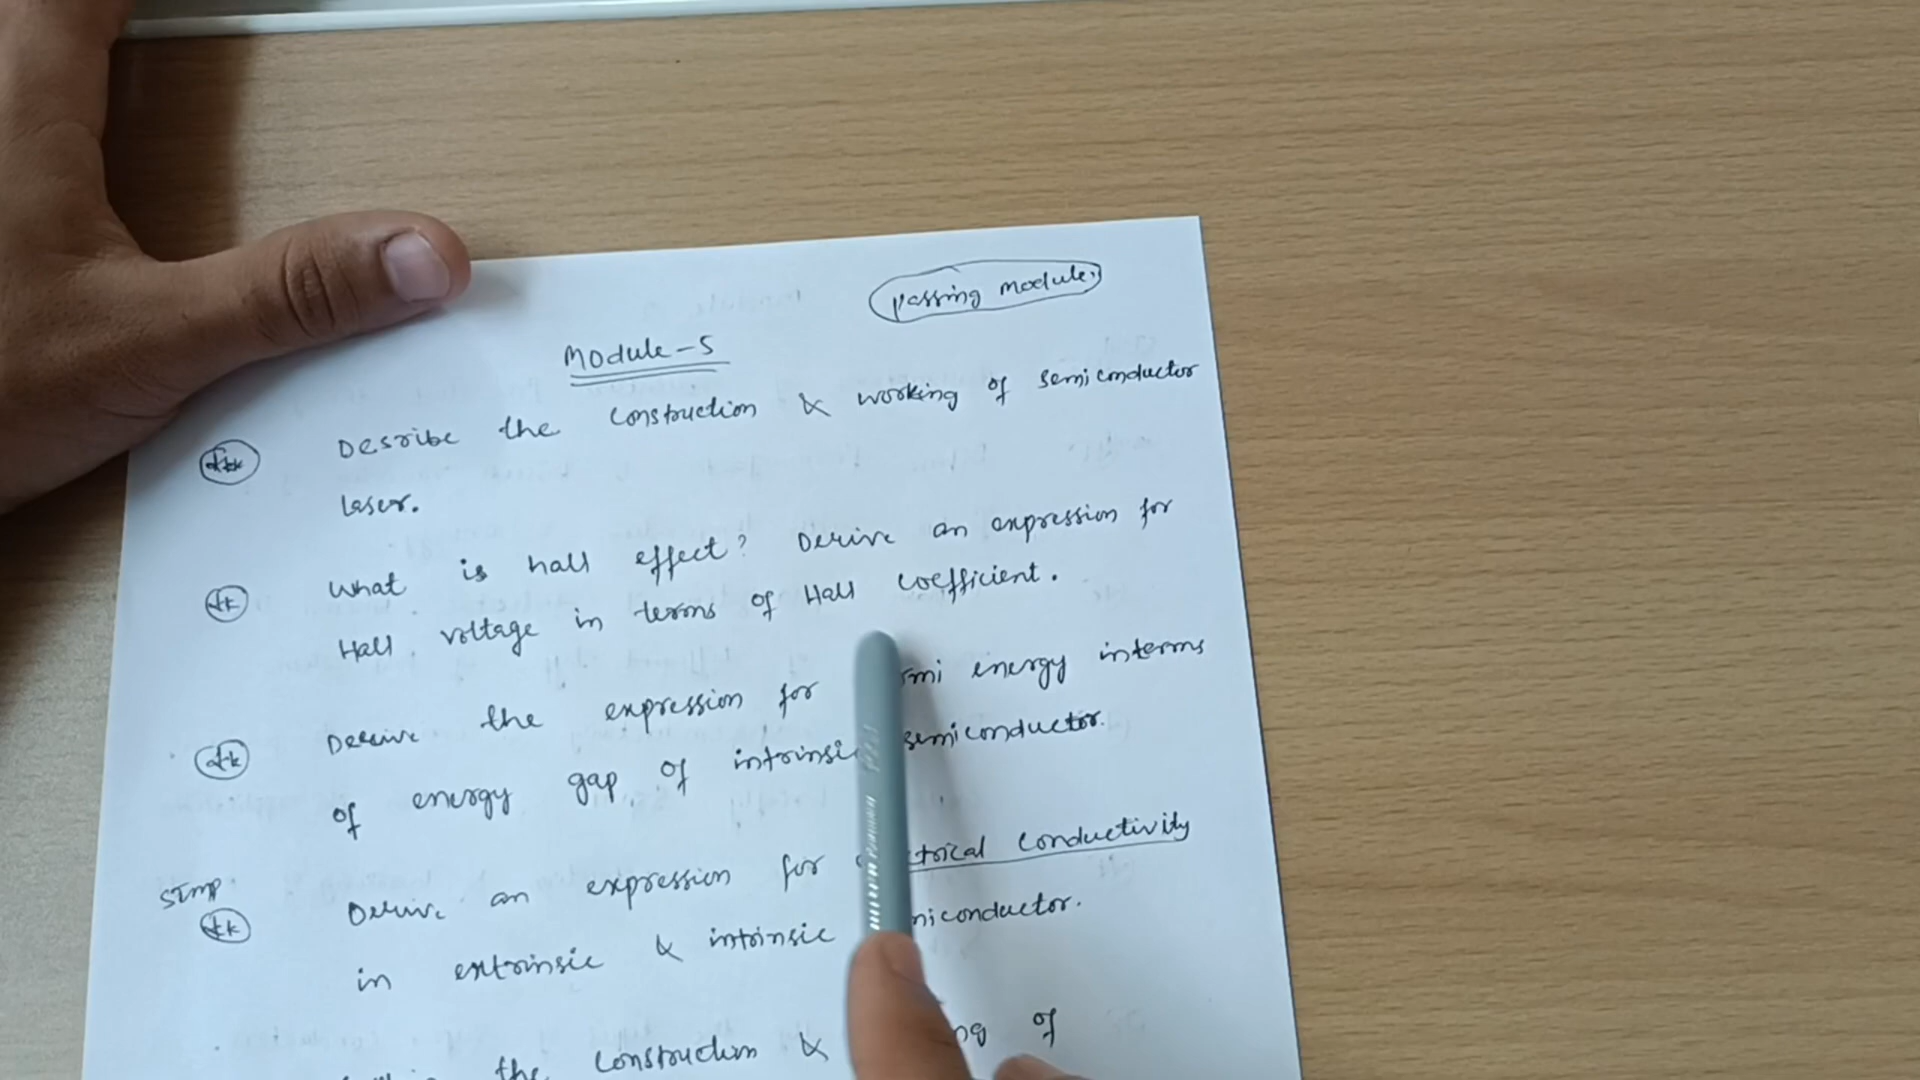 passing module.
Module-5
Describe the construction & working of semiconductor
laser.
What is hall effect? Derive an expression for
Hall voltage in terms of Hall coefficient.
Derive the expression for energy interms
of energy gap of intrinsic semiconductor.
SImp
Derive an expression for conductivity
in extrinsic & intrinsic
the construction & of